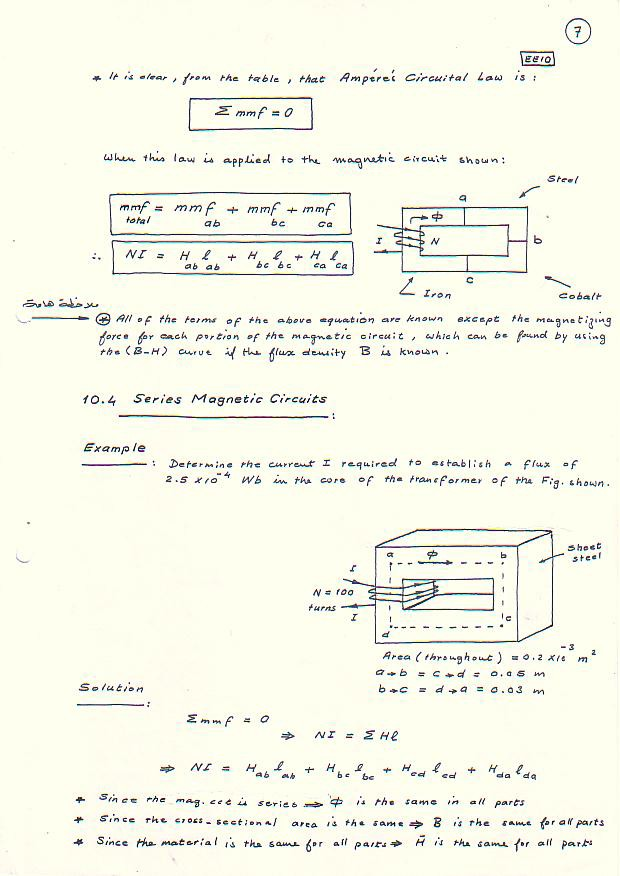 7
EE10
* It is clear, from the table, that Ampére's Circuital Law is :
Σ mmf = 0
When this law is applied to the magnetic circuit shown:
mmf total = mmf ab + mmf bc + mmf ca
∴ NI = H ab l ab + H bc l bc + H ca l ca
Steel
a
Φ
I
N
b
c
Iron
Cobalt
ملاحظة هامة
⊛ All of the terms of the above equation are known except the magnetizing
force for each portion of the magnetic circuit, which can be found by using
the (B-H) curve if the flux density B is known.
10.4 Series Magnetic Circuits :
Example : Determine the current I required to establish a flux of
2.5 x10⁻⁴ Wb in the core of the transformer of the Fig. shown.
a
Φ
b
Sheet
steel
I
N = 100
turns
I
c
d
Area (throughout) = 0.2 x10⁻³ m²
a→b = c→d = 0.05 m
b→c = d→a = 0.03 m
Solution :
Σmmf = 0
⇒ NI = ΣHl
⇒ NI = H ab l ab + H bc l bc + H cd l cd + H da l da
* Since the mag. cct is series ⇒ Φ is the same in all parts
* Since the cross-sectional area is the same ⇒ B is the same for all parts
* Since the material is the same for all parts ⇒ H is the same for all parts